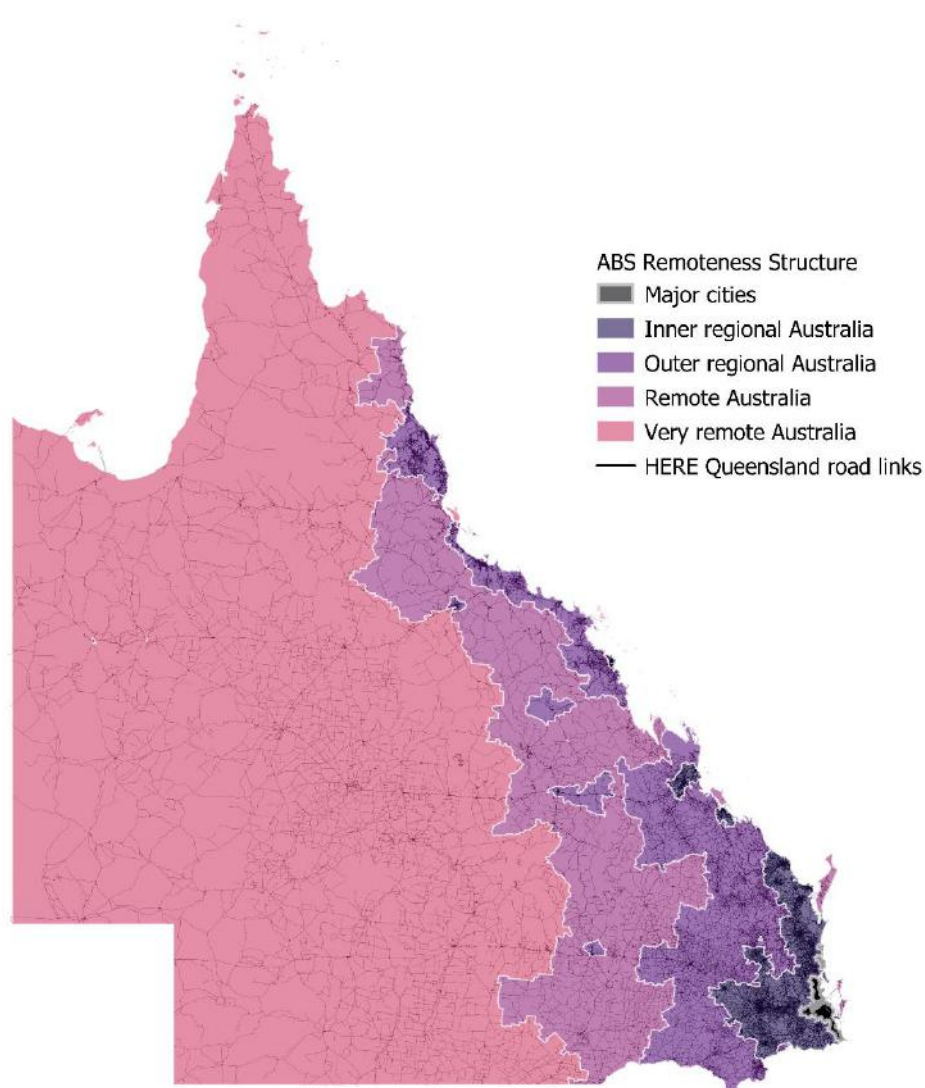 ABS Remoteness Structure
Major cities
Inner regional Australia
Outer regional Australia
Remote Australia
Very remote Australia
HERE Queensland road links